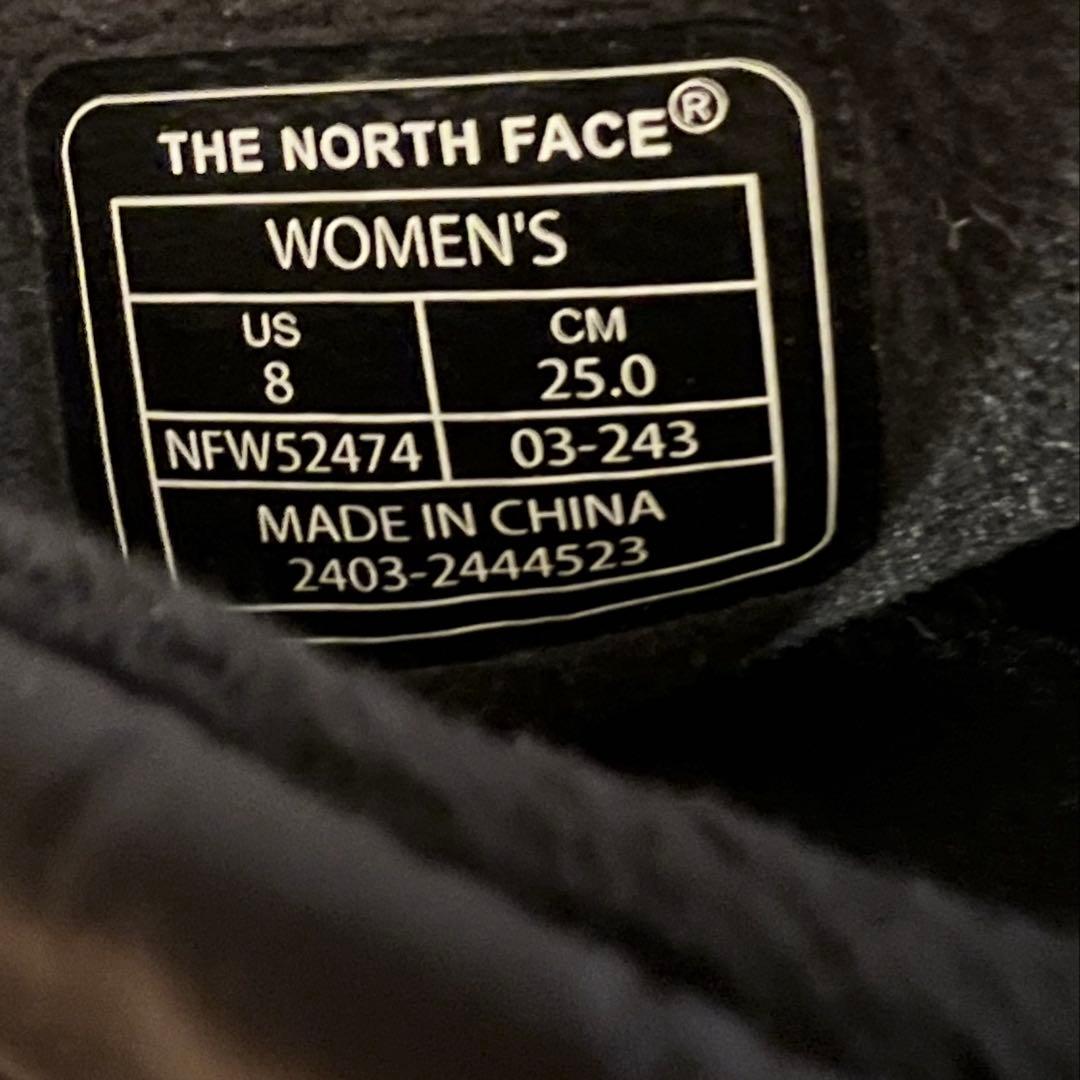 THE NORTH FACE®
WOMEN'S
US CM
8 25.0
NFW52474 03-243
MADE IN CHINA
2403-2444523